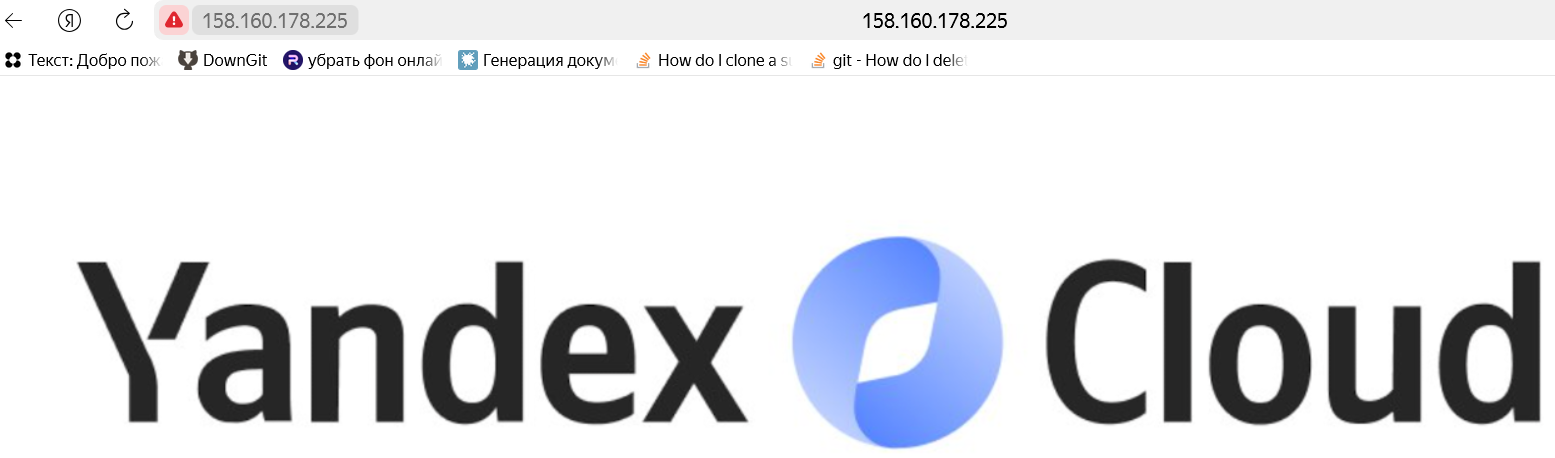 Я 158.160.178.225 158.160.178.225
Текст: Добро пож DownGit R убрать фон онлай Генерация докум How do I clone a s git - How do I dele
Yandex Cloud